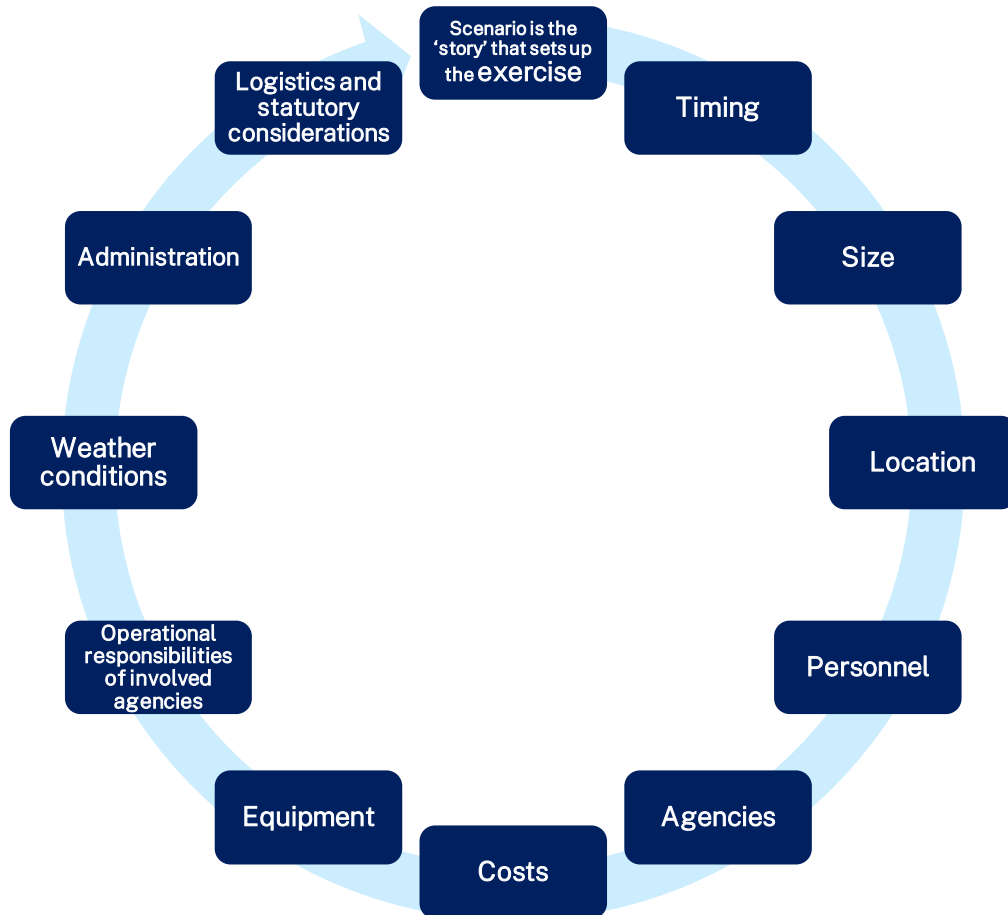 Scenario is the
‘story’ that sets up
the exercise
Timing
Size
Location
Personnel
Agencies
Costs
Equipment
Operational
responsibilities
of involved
agencies
Weather
conditions
Administration
Logistics and
statutory
considerations